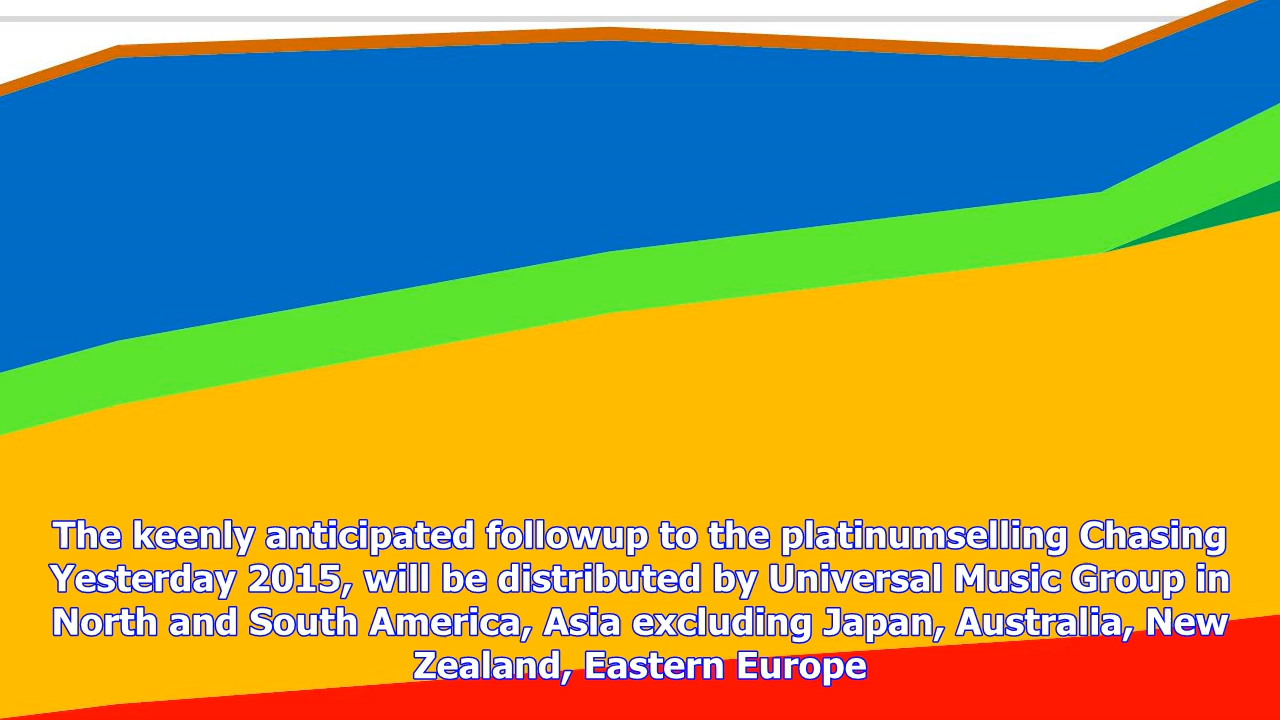 The keenly anticipated followup to the platinumselling Chasing
Yesterday 2015, will be distributed by Universal Music Group in
North and South America, Asia excluding Japan, Australia, New
Zealand, Eastern Europe